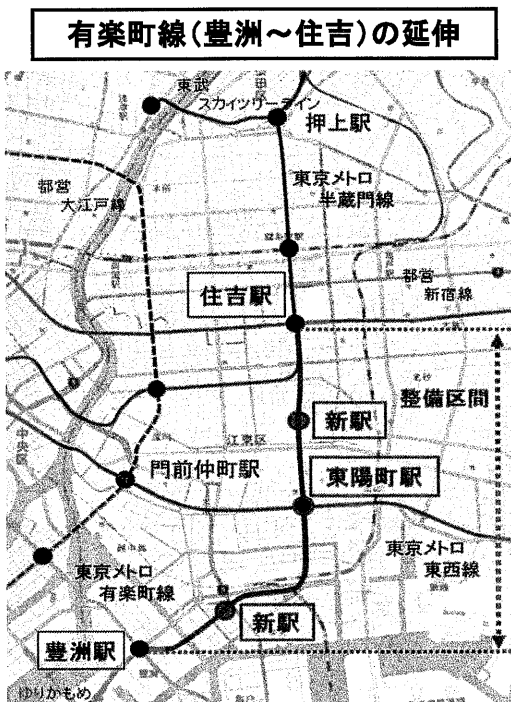 有楽町線(豊洲～住吉)の延伸
東武
スカイツリーライン
押上駅
都営
大江戸線
東京メトロ
半蔵門線
住吉駅
都営
新宿線
整備区間
新駅
江東区
中央区
門前仲町駅
東陽町駅
東京メトロ
有楽町線
東京メトロ
東西線
新駅
豊洲駅
ゆりかもめ